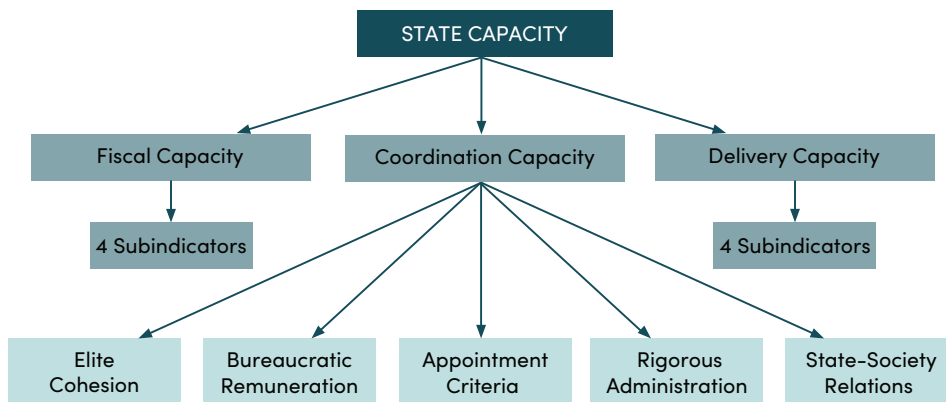 STATE CAPACITY
Fiscal Capacity
Coordination Capacity
Delivery Capacity
4 Subindicators
4 Subindicators
Elite
Cohesion
Bureaucratic
Remuneration
Appointment
Criteria
Rigorous
Administration
State-Society
Relations